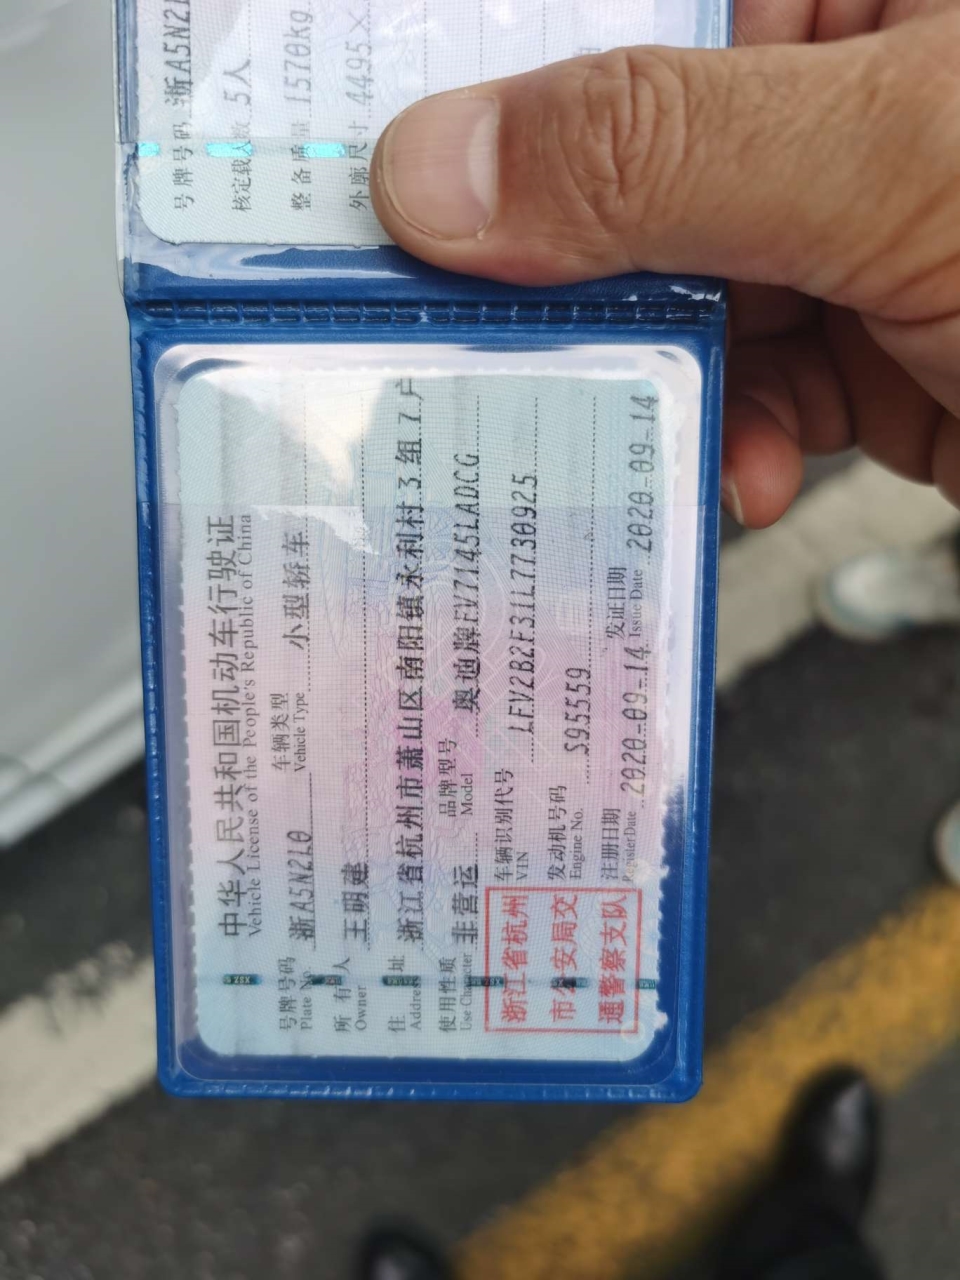 号牌号码 浙A5N21
核定载人数 5人
整备质量 1570kg
外廓尺寸 4495×
中华人民共和国机动车行驶证
Vehicle License of the People's Republic of China
号牌号码 浙A5N210 车辆类型 小型轿车
Plate No. Vehicle Type
所有人 王明建
Owner
住址 浙江省杭州市萧山区南阳镇永利村3组7户
Address
使用性质 非营运 品牌型号 奥迪牌FV7145LADCG
Use Character Model
浙江省杭州
市公安局交
通警察支队
车辆识别代号 LFV2B2F31L7730925
VIN
发动机号码 S95559
Engine No.
注册日期 2020-09-14 发证日期 2020-09-14
Register Date Issue Date